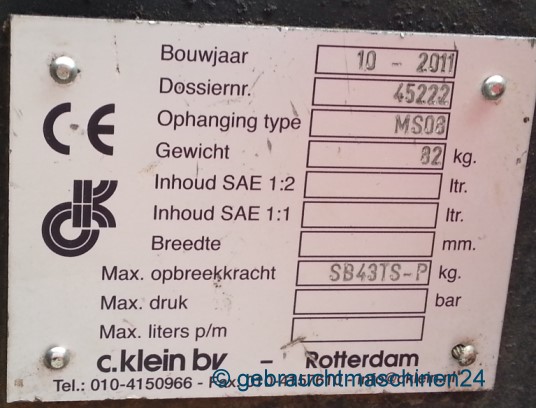 Bouwjaar 10 - 2011
Dossiernr. 45222
Ophanging type MS08
CE Gewicht 82 kg.
Inhoud SAE 1:2 ltr.
Inhoud SAE 1:1 ltr.
Breedte mm.
Max. opbreekkracht SB43TS-P kg.
Max. druk bar
Max. liters p/m
c.klein bv - Rotterdam
Tel.: 010-4150966 - Fax:
© gebrauchtmaschinen24